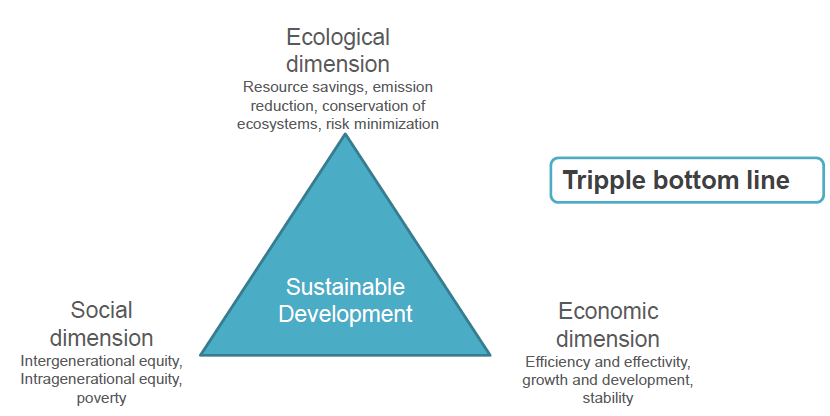 Ecological
dimension
Resource savings, emission
reduction, conservation of
ecosystems, risk minimization
Tripple bottom line
Sustainable
Development
Social
dimension
Intergenerational equity,
Intragenerational equity,
poverty
Economic
dimension
Efficiency and effectivity,
growth and development,
stability